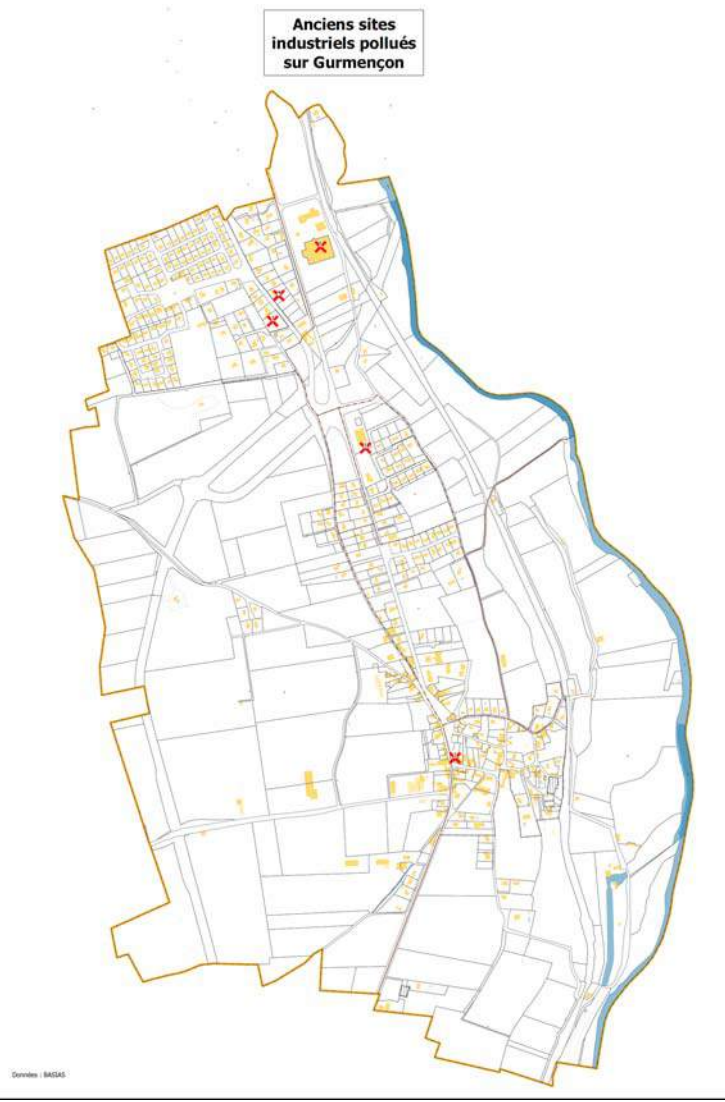 Anciens sites
industriels pollués
sur Gurmençon
Données : BASIAS